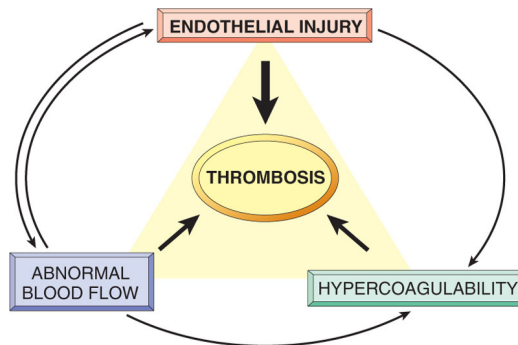 ENDOTHELIAL INJURY
THROMBOSIS
ABNORMAL
BLOOD FLOW
HYPERCOAGULABILITY